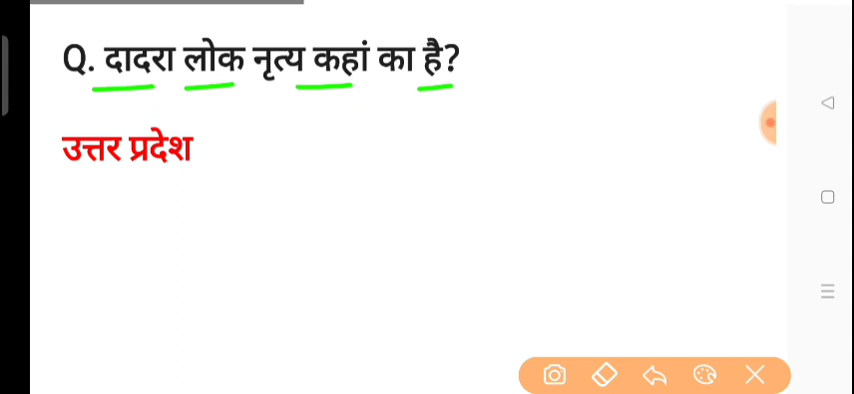 Q. दादरा लोक नृत्य कहां का है?
उत्तर प्रदेश